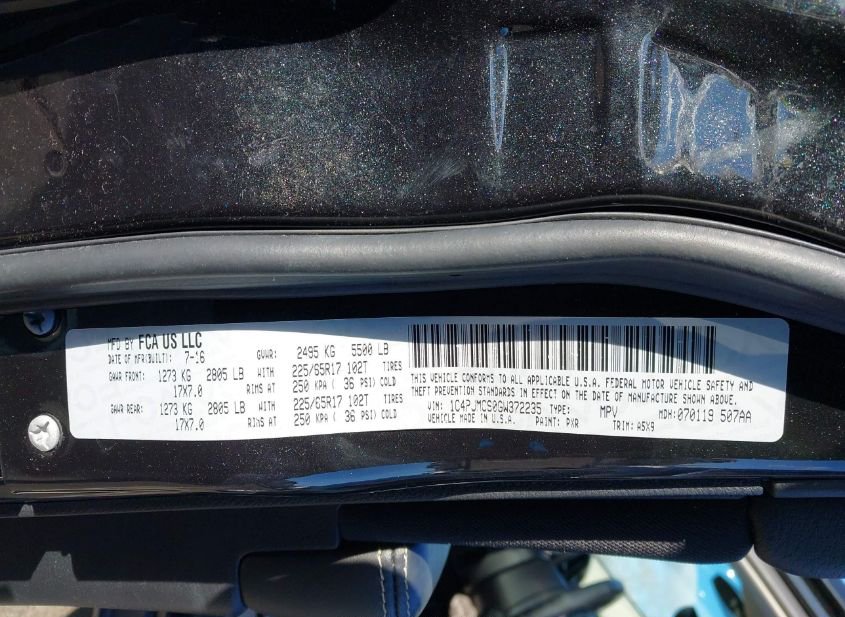 MFD BY FCA US LLC
DATE OF MFR(BUILT): 7-16 GVWR: 2495 KG 5500 LB
GAWR FRONT: 1273 KG 2805 LB WITH 225/65R17 102T TIRES
17X7.0 RIMS AT 250 KPA ( 36 PSI) COLD
GAWR REAR: 1273 KG 2805 LB WITH 225/65R17 102T TIRES
17X7.0 RIMS AT 250 KPA ( 36 PSI) COLD
THIS VEHICLE CONFORMS TO ALL APPLICABLE U.S.A. FEDERAL MOTOR VEHICLE SAFETY AND
THEFT PREVENTION STANDARDS IN EFFECT ON THE DATE OF MANUFACTURE SHOWN ABOVE.
VIN: 1C4PJMCS0GW372235 TYPE: MPV MDH: 070119 507AA
VEHICLE MADE IN U.S.A. PAINT: PXR TRIM: A5X9